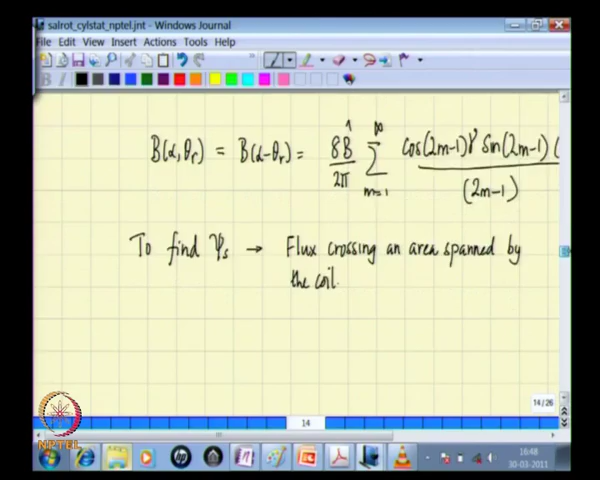 salrot_cylstat_nptel.jnt - Windows Journal
File Edit View Insert Actions Tools Help
B(α, θr) = B(α-θr) = 8B̂/2π ∑ m=1 ∞ cos(2m-1)γ sin(2m-1)( / (2m-1)
To find Ψs → Flux crossing an area spanned by
the coil.
14/26
14
NPTEL
16:48
30-03-2011